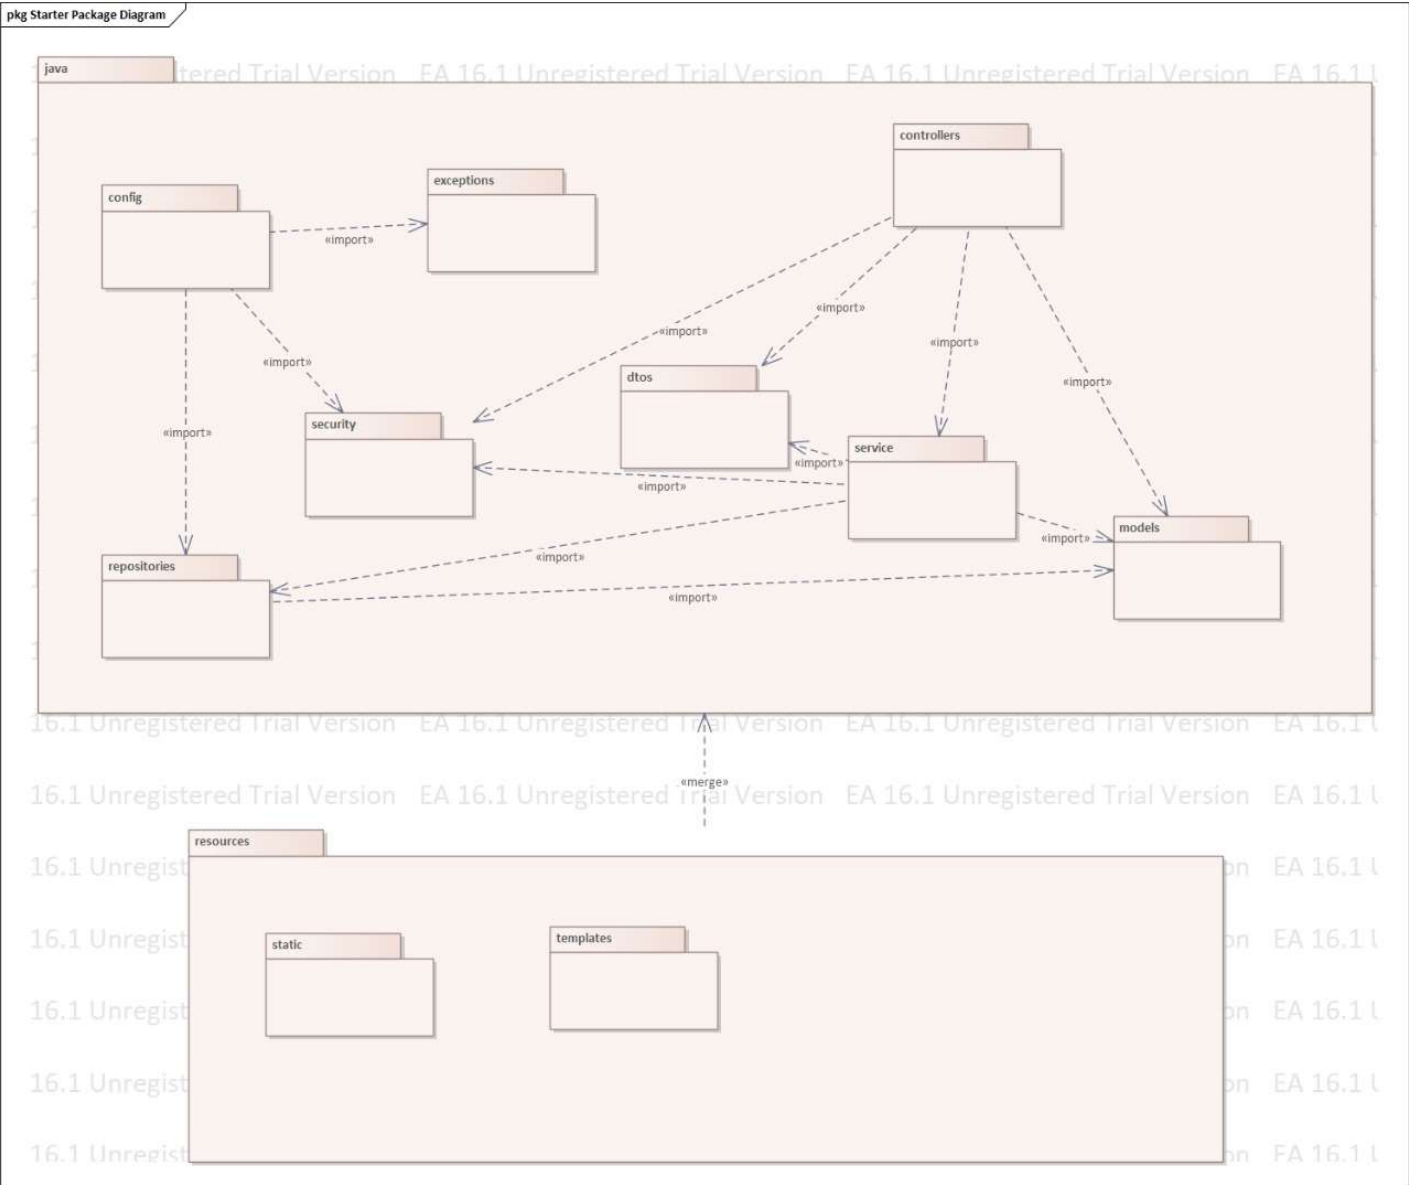 pkg Starter Package Diagram
java
tered Trial Version EA 16.1 Unregistered Trial Version EA 16.1 Unregistered Trial Version EA 16.1 U
controllers
exceptions
config
«import»
«import»
«import»
«import»
«import»
«import»
dtos
«import»
security
«import»
service
«import»
«import»
models
«import»
«import»
repositories
«import»
16.1 Unregistered Trial Version EA 16.1 Unregistered Trial Version EA 16.1 Unregistered Trial Version EA 16.1 U
«merge»
16.1 Unregistered Trial Version EA 16.1 Unregistered Trial Version EA 16.1 Unregistered Trial Version EA 16.1 U
resources
16.1 Unregist on EA 16.1 U
static
templates
16.1 Unregist on EA 16.1 U
16.1 Unregist on EA 16.1 U
16.1 Unregist on EA 16.1 U
16.1 Unregist on EA 16.1 U